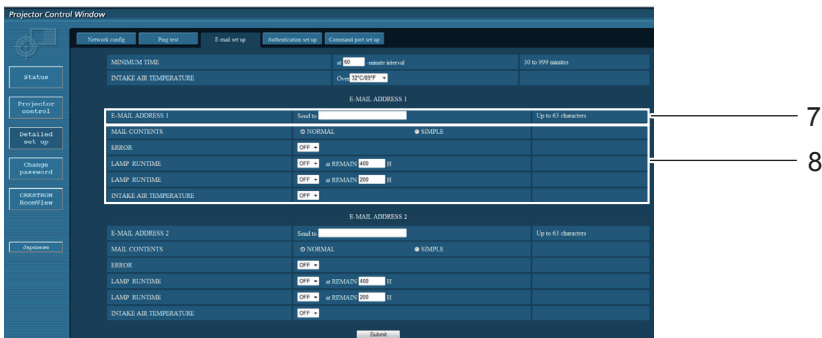 Projector Control Window
Network config Ping test E-mail set up Authentication set up Command port set up
MINIMUM TIME at 60 -minute interval 30 to 999 minutes
INTAKE AIR TEMPERATURE Over 32°C/89°F
Status
E-MAIL ADDRESS 1
Projector
control
E-MAIL ADDRESS 1 Send to Up to 63 characters 7
MAIL CONTENTS NORMAL SIMPLE
Detailed
set up
ERROR OFF
LAMP RUNTIME OFF at REMAIN 400 H 8
Change
password
LAMP RUNTIME OFF at REMAIN 200 H
INTAKE AIR TEMPERATURE OFF
CRESTRON
RoomView
E-MAIL ADDRESS 2
E-MAIL ADDRESS 2 Send to Up to 63 characters
Japanese
MAIL CONTENTS NORMAL SIMPLE
ERROR OFF
LAMP RUNTIME OFF at REMAIN 400 H
LAMP RUNTIME OFF at REMAIN 200 H
INTAKE AIR TEMPERATURE OFF
Submit